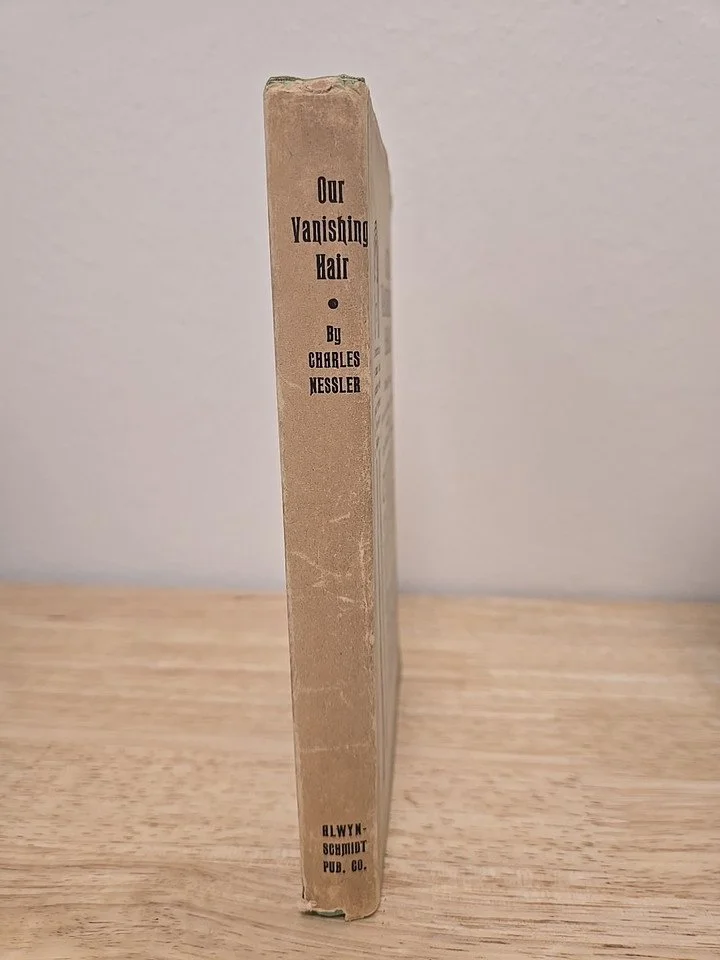 Our
Vanishing
Hair
By
CHARLES
NESSLER
ALWYN-
SCHMIDT
PUB. CO.